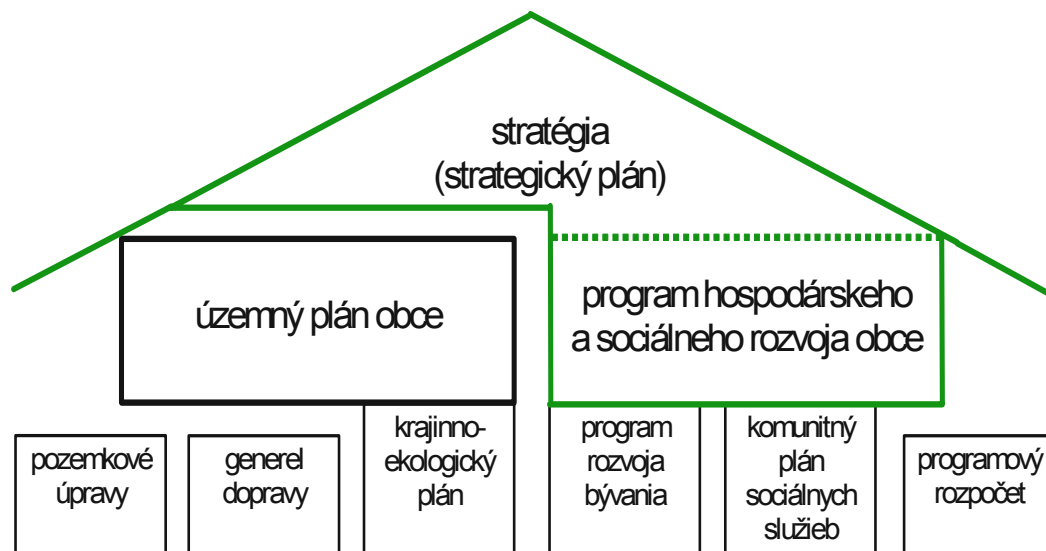 stratégia
(strategický plán)
územný plán obce
program hospodárskeho
a sociálneho rozvoja obce
pozemkové
úpravy
generel
dopravy
krajinno-
ekologický
plán
program
rozvoja
bývania
komunitný
plán
sociálnych
služieb
programový
rozpočet